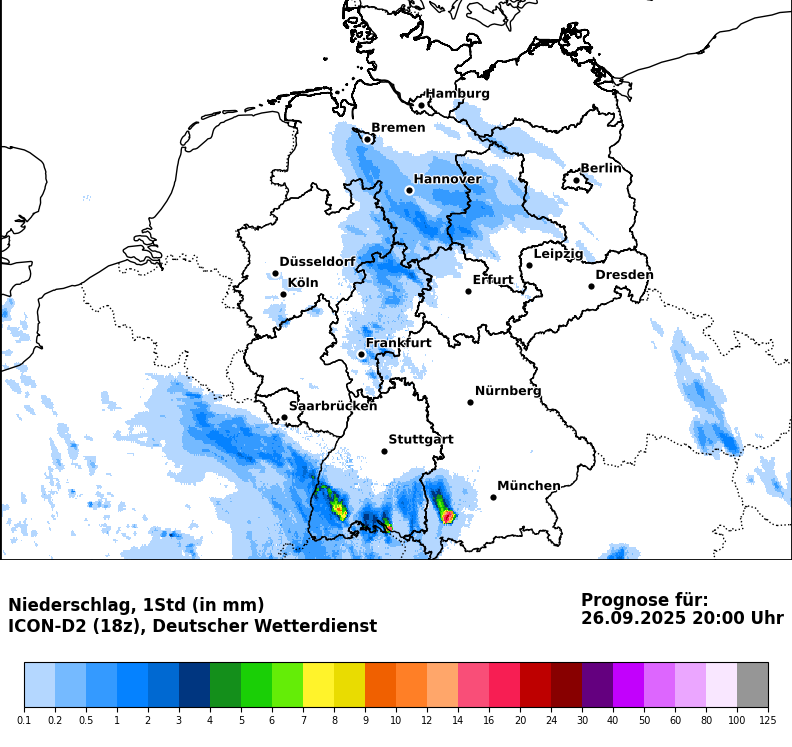 Hamburg
Bremen
Berlin
Hannover
Leipzig
Düsseldorf
Dresden
Köln
Erfurt
Frankfurt
Nürnberg
Saarbrücken
Stuttgart
München
Niederschlag, 1Std (in mm)
ICON-D2 (18z), Deutscher Wetterdienst
Prognose für:
26.09.2025 20:00 Uhr
0.1 0.2 0.5 1 2 3 4 5 6 7 8 9 10 12 14 16 20 24 30 40 50 60 80 100 125